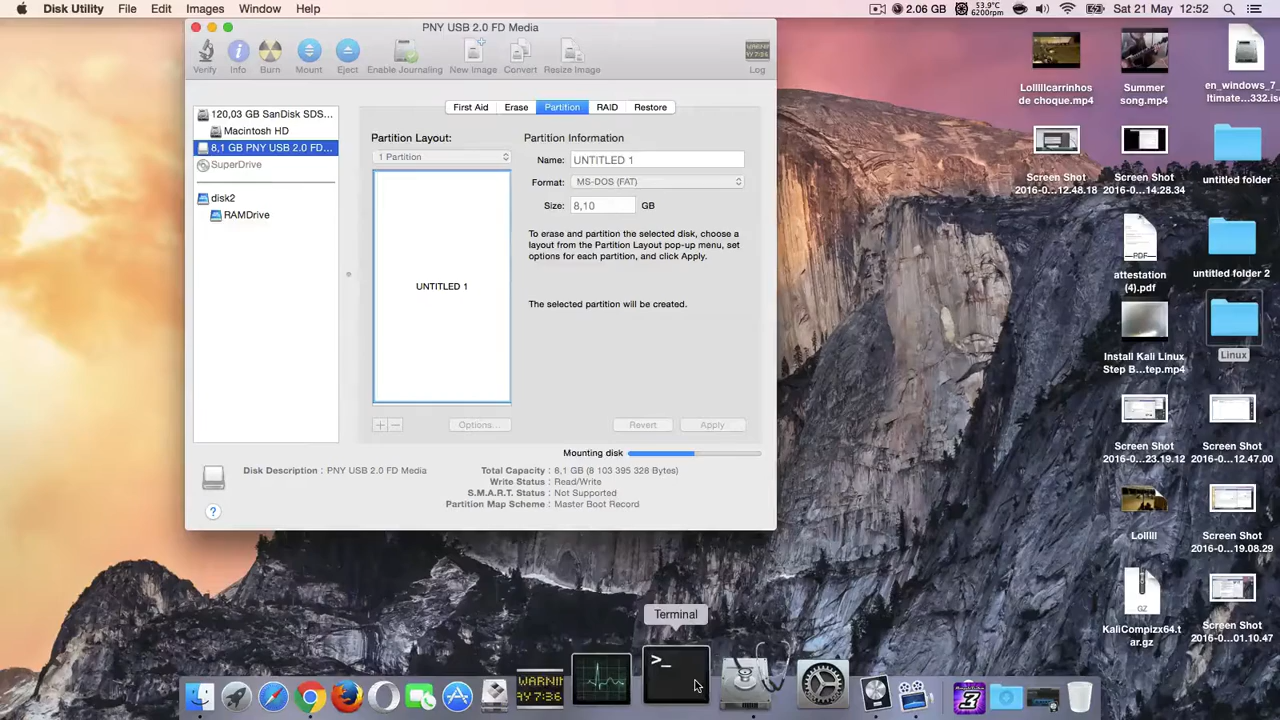 Disk Utility File Edit Images Window Help
2.06 GB 53.9°C 6200rpm Sat 21 May 12:52
PNY USB 2.0 FD Media
Verify Info Burn Mount Eject Enable Journaling New Image Convert Resize Image Log
First Aid Erase Partition RAID Restore
120,03 GB SanDisk SDS...
Macintosh HD
8,1 GB PNY USB 2.0 FD...
SuperDrive
disk2
RAMDrive
Partition Layout:
1 Partition
UNTITLED 1
Partition Information
Name: UNTITLED 1
Format: MS-DOS (FAT)
Size: 8,10 GB
To erase and partition the selected disk, choose a
layout from the Partition Layout pop-up menu, set
options for each partition, and click Apply.
The selected partition will be created.
+ − Options... Revert Apply
Mounting disk
Disk Description : PNY USB 2.0 FD Media
Total Capacity : 8,1 GB (8 103 395 328 Bytes)
Write Status : Read/Write
S.M.A.R.T. Status : Not Supported
Partition Map Scheme : Master Boot Record
?
Lolllllcarrinhos
de choque.mp4
Summer
song.mp4
en_windows_7_
ltimate...332.iso
Screen Shot
2016-0...12.48.18
Screen Shot
2016-0...14.28.34
untitled folder
PDF
attestation
(4).pdf
untitled folder 2
Install Kali Linux
Step B...tep.mp4
Linux
Screen Shot
2016-0...23.19.12
Screen Shot
2016-0...12.47.00
Lolllll
Screen Shot
2016-0...19.08.29
GZ
KaliCompizx64.t
ar.gz
Screen Shot
2016-0...01.10.47
Terminal
>_
WARNIN
AY 7:36
3